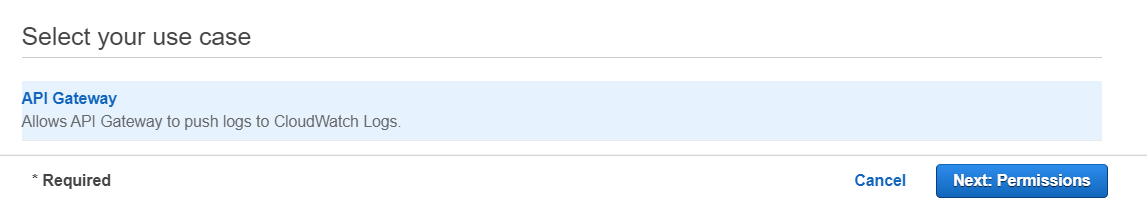 Select your use case
API Gateway
Allows API Gateway to push logs to CloudWatch Logs.
* Required
Cancel
Next: Permissions